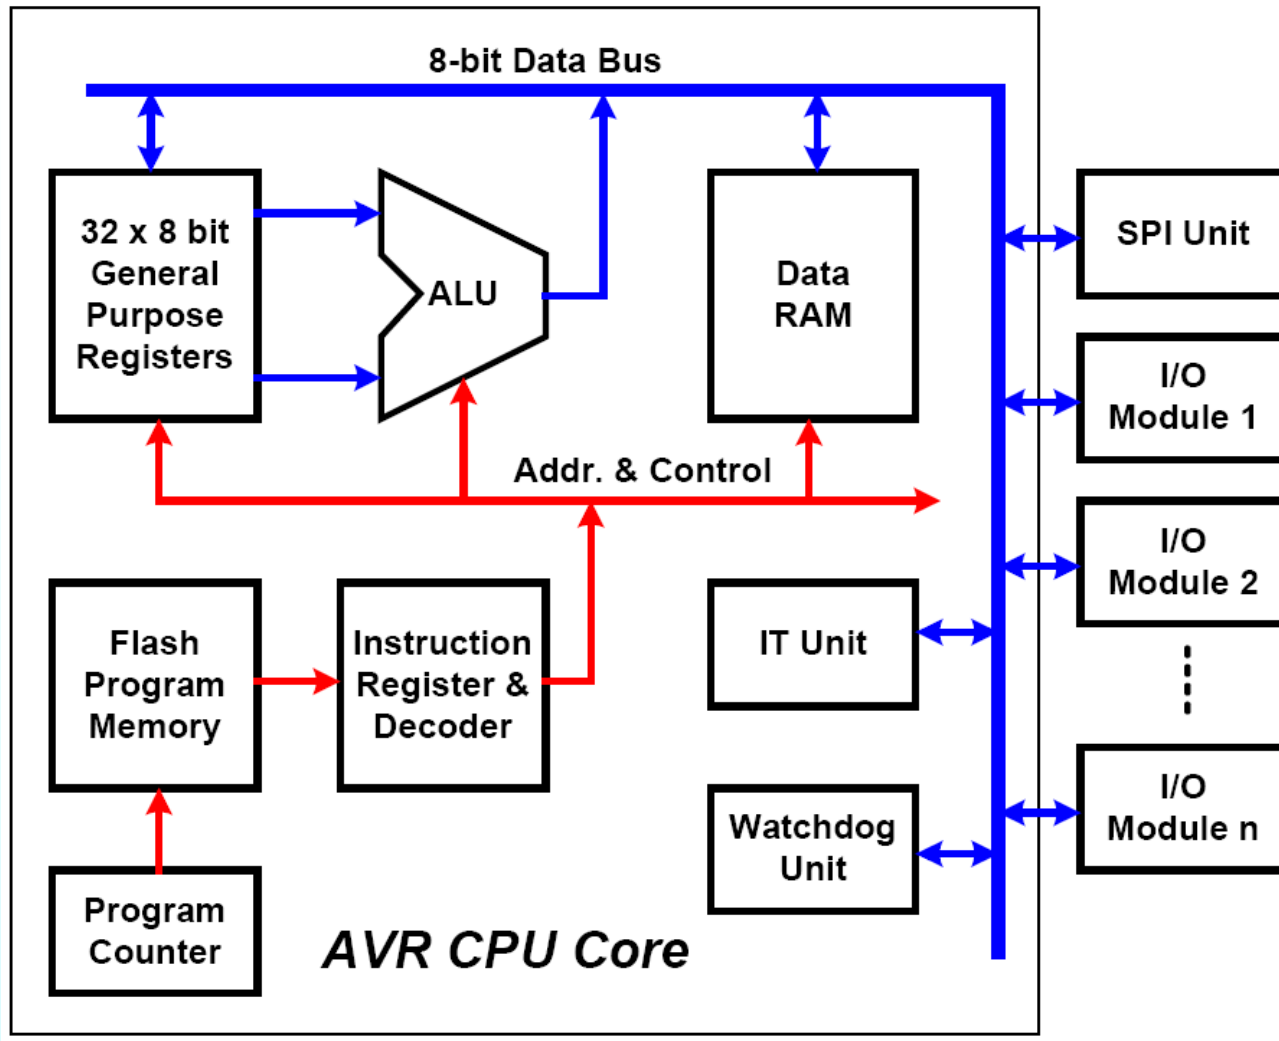 8-bit Data Bus
32 x 8 bit
General
Purpose
Registers
ALU
Data
RAM
SPI Unit
I/O
Module 1
Addr. & Control
I/O
Module 2
Flash
Program
Memory
Instruction
Register &
Decoder
IT Unit
Watchdog
Unit
I/O
Module n
Program
Counter
AVR CPU Core